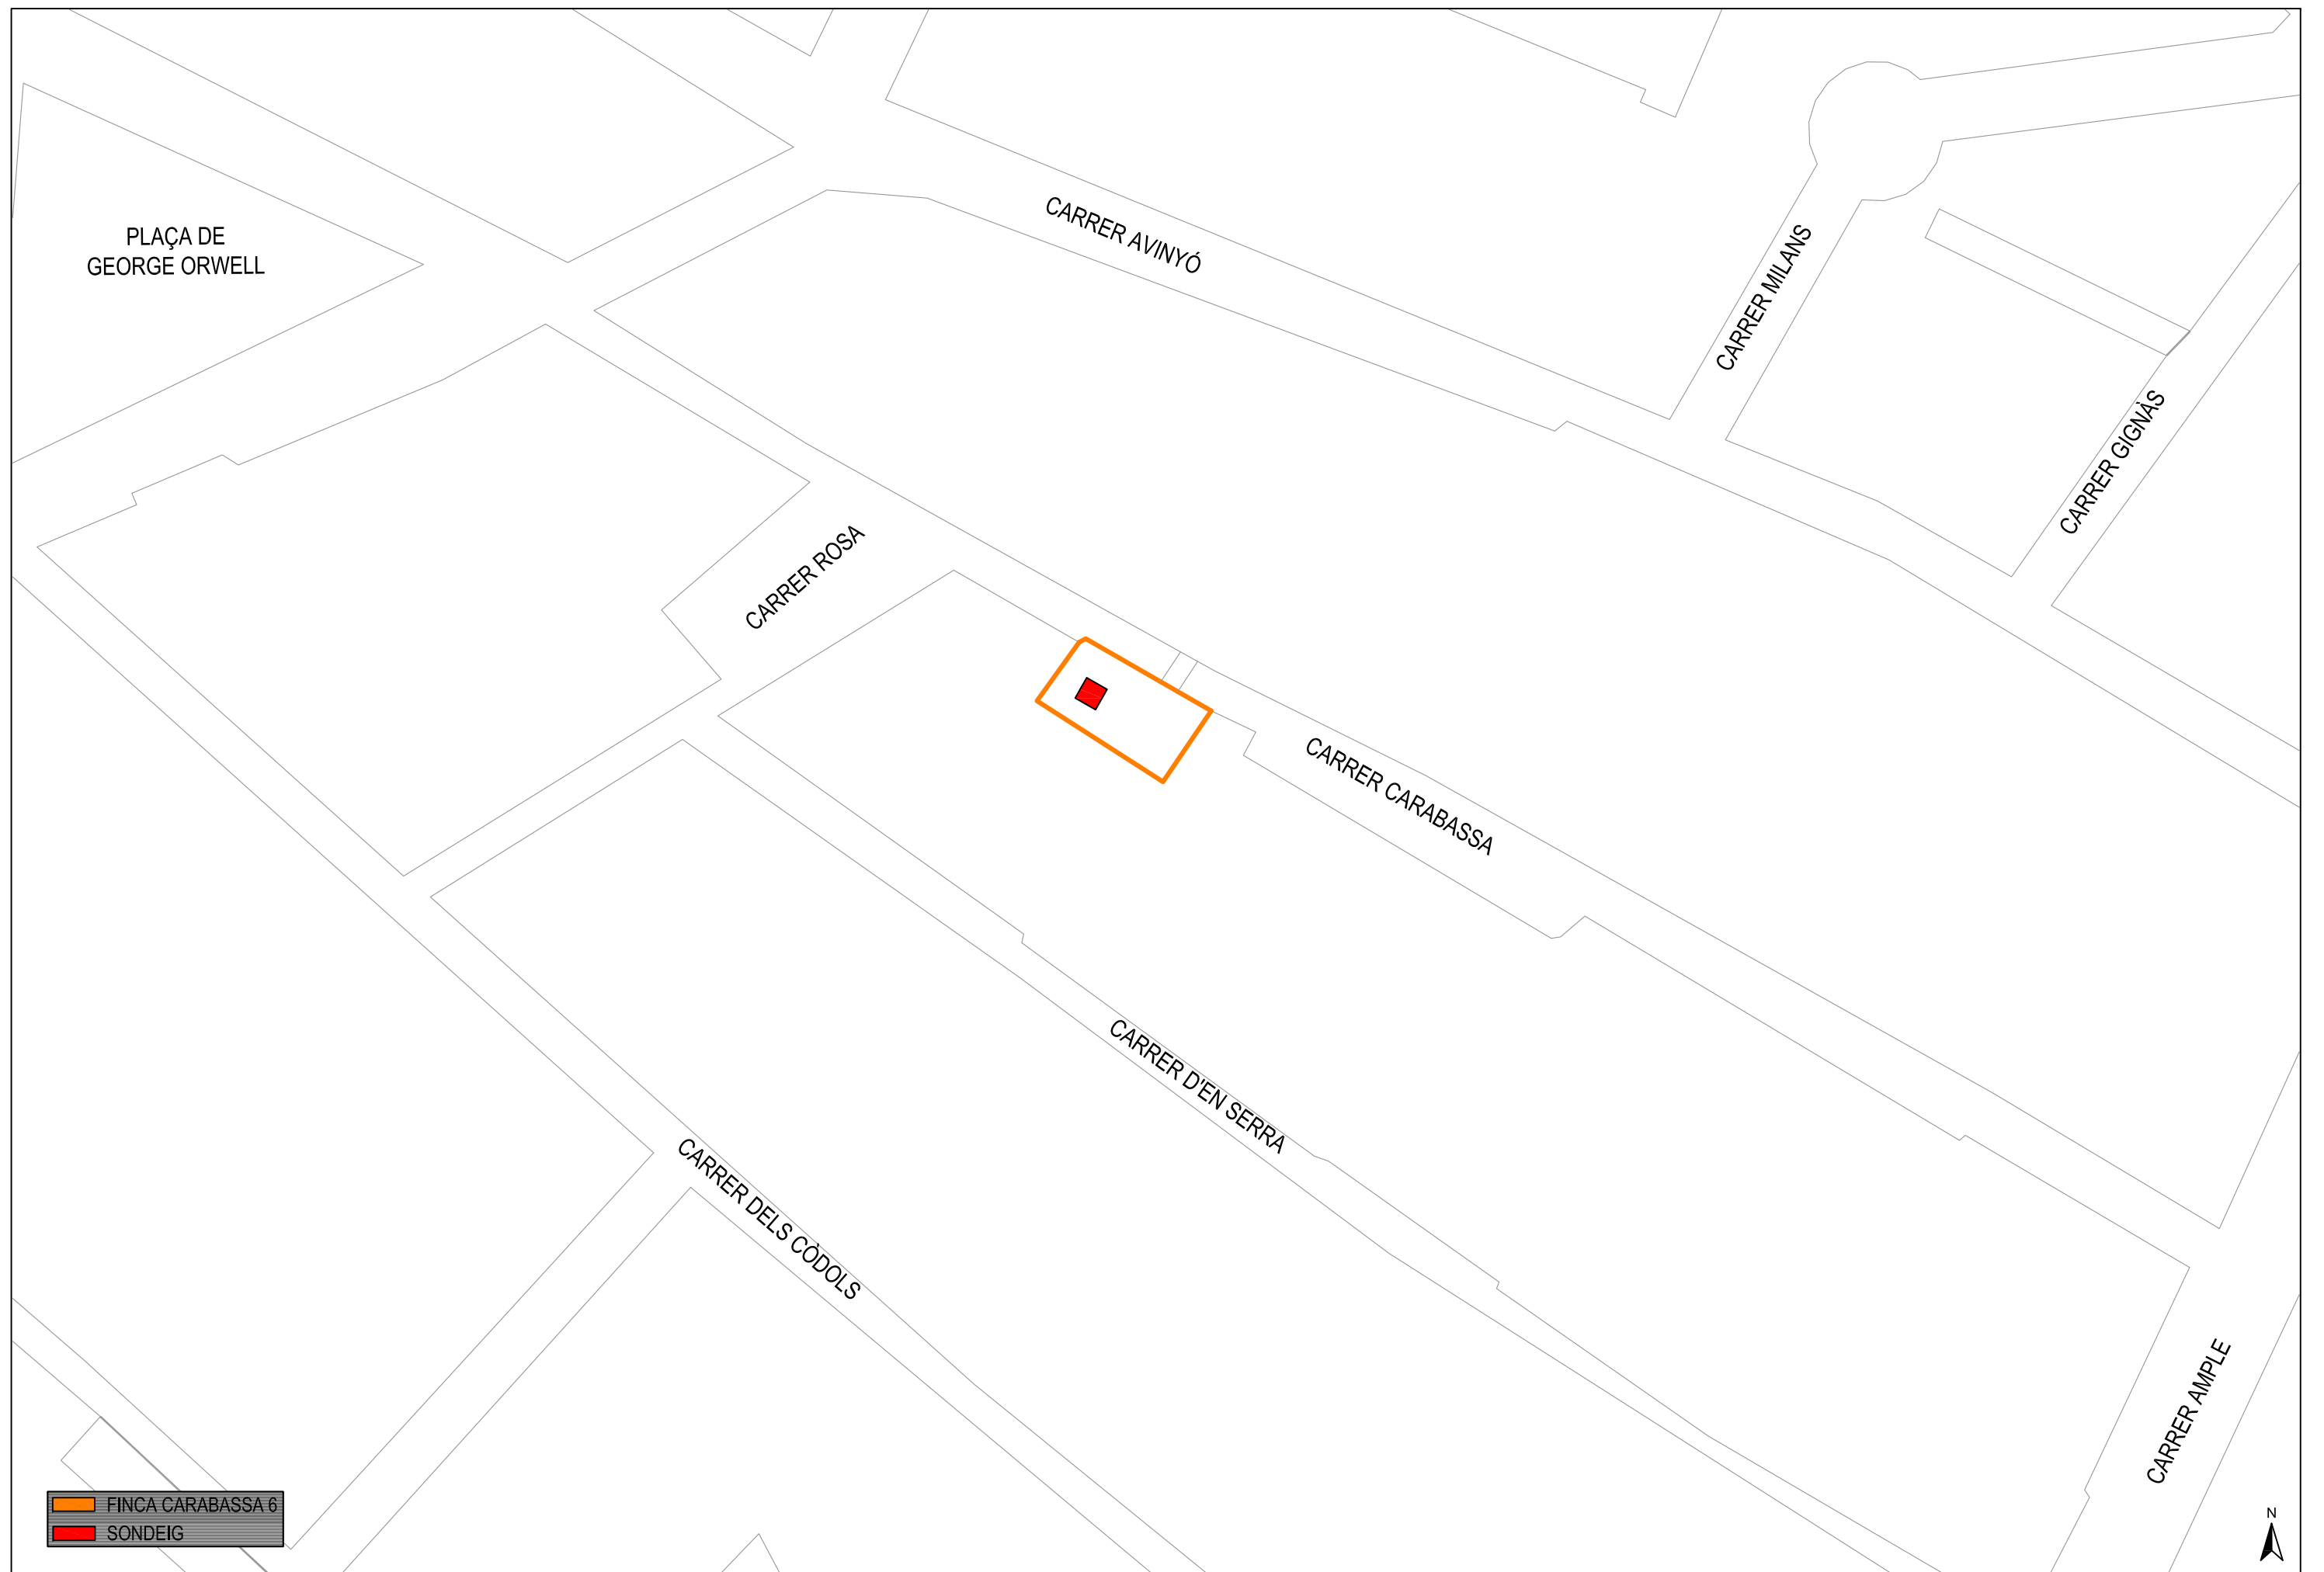 PLAÇA DE
GEORGE ORWELL
CARRER AVINYÓ
CARRER MILANS
CARRER GIGNÀS
CARRER ROSA
CARRER CARABASSA
CARRER D'EN SERRA
CARRER DELS CÒDOLS
CARRER AMPLE
FINCA CARABASSA 6
SONDEIG
N